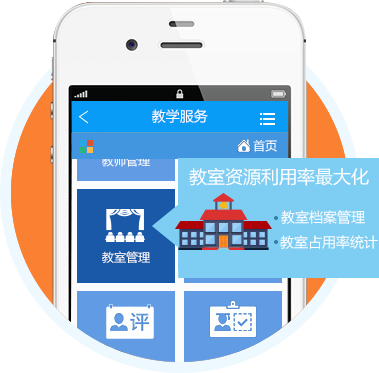 教学服务
首页
教师管理
教室资源利用率最大化
教室档案管理
教室占用率统计
教室管理
评